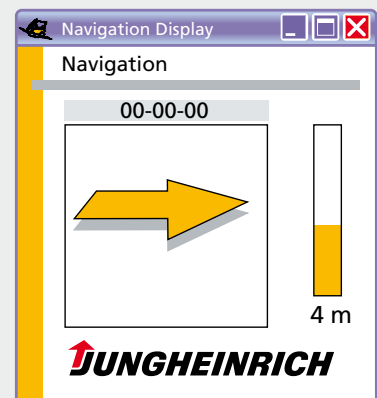 Navigation Display
Navigation
00-00-00
4 m
JUNGHEINRICH